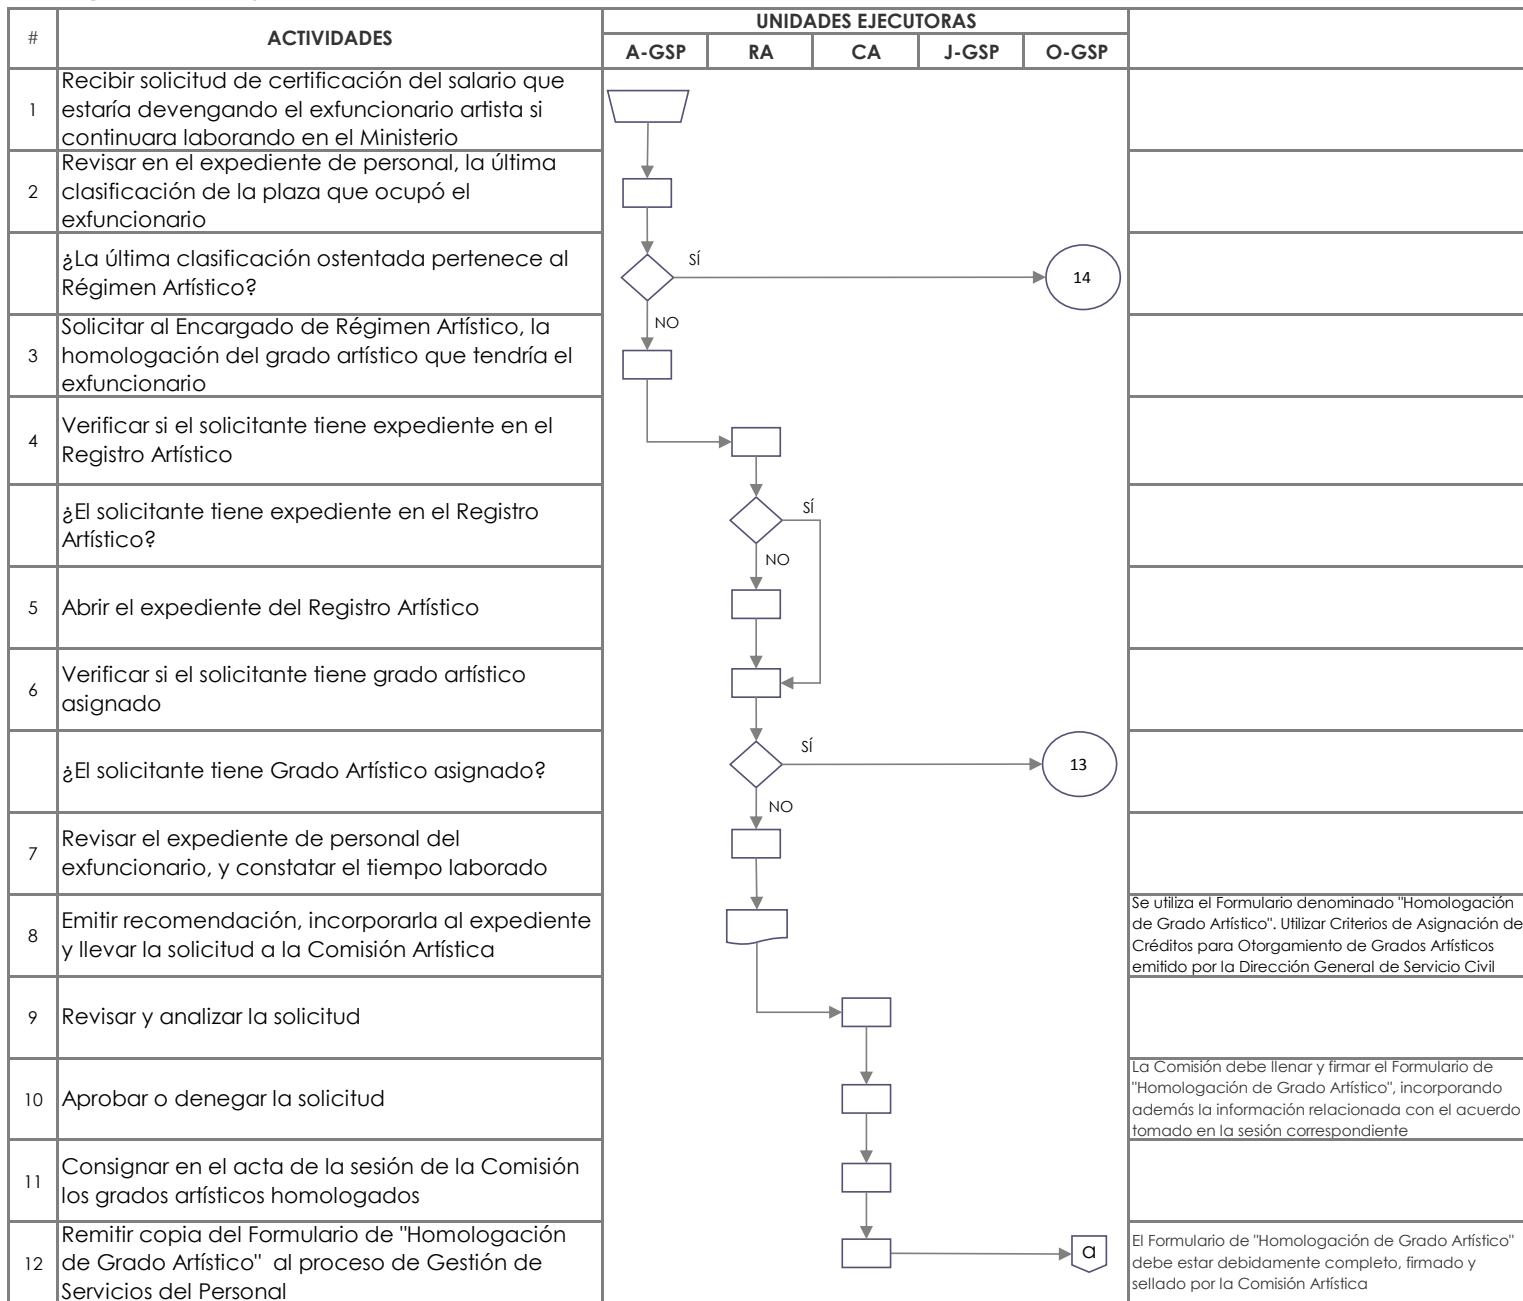 #
ACTIVIDADES
UNIDADES EJECUTORAS
A-GSP
RA
CA
J-GSP
O-GSP
1
Recibir solicitud de certificación del salario que
estaría devengando el exfuncionario artista si
continuara laborando en el Ministerio
2
Revisar en el expediente de personal, la última
clasificación de la plaza que ocupó el
exfuncionario
¿La última clasificación ostentada pertenece al
Régimen Artístico?
SÍ
14
NO
3
Solicitar al Encargado de Régimen Artístico, la
homologación del grado artístico que tendría el
exfuncionario
4
Verificar si el solicitante tiene expediente en el
Registro Artístico
¿El solicitante tiene expediente en el Registro
Artístico?
SÍ
NO
5
Abrir el expediente del Registro Artístico
6
Verificar si el solicitante tiene grado artístico
asignado
¿El solicitante tiene Grado Artístico asignado?
SÍ
13
NO
7
Revisar el expediente de personal del
exfuncionario, y constatar el tiempo laborado
8
Emitir recomendación, incorporarla al expediente
y llevar la solicitud a la Comisión Artística
Se utiliza el Formulario denominado "Homologación
de Grado Artístico". Utilizar Criterios de Asignación de
Créditos para Otorgamiento de Grados Artísticos
emitido por la Dirección General de Servicio Civil
9
Revisar y analizar la solicitud
10
Aprobar o denegar la solicitud
La Comisión debe llenar y firmar el Formulario de
"Homologación de Grado Artístico", incorporando
además la información relacionada con el acuerdo
tomado en la sesión correspondiente
11
Consignar en el acta de la sesión de la Comisión
los grados artísticos homologados
12
Remitir copia del Formulario de "Homologación
de Grado Artístico" al proceso de Gestión de
Servicios del Personal
a
El Formulario de "Homologación de Grado Artístico"
debe estar debidamente completo, firmado y
sellado por la Comisión Artística